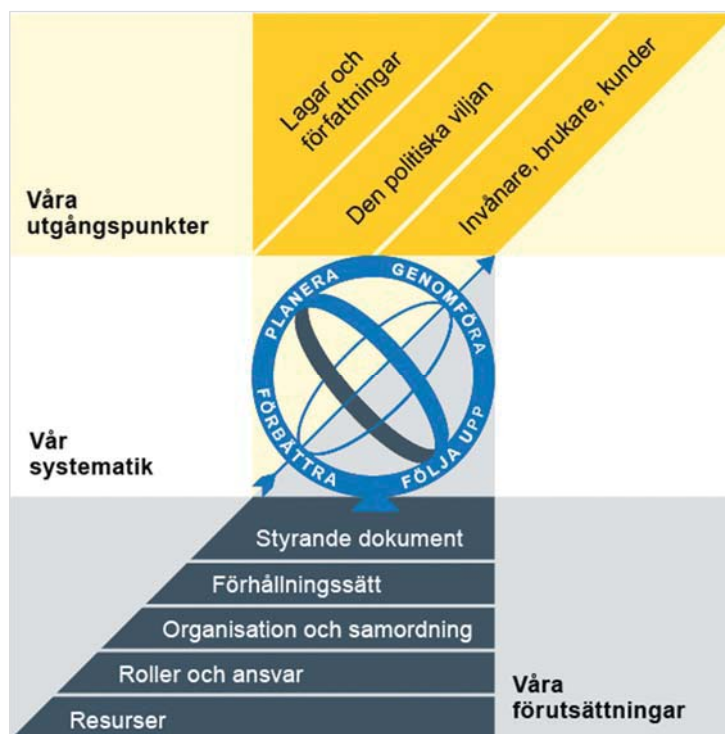 Lagar och
författningar
Den politiska viljan
Invånare, brukare, kunder
Våra
utgångspunkter
PLANERA
GENOMFÖRA
FÖLJA UPP
FÖRBÄTTRA
Vår
systematik
Styrande dokument
Förhållningssätt
Organisation och samordning
Roller och ansvar
Resurser
Våra
förutsättningar